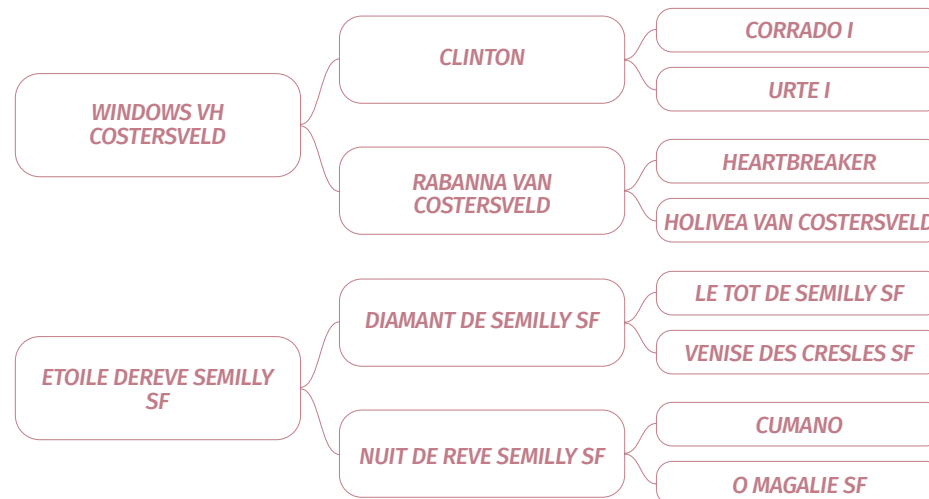 WINDOWS VH
COSTERSVELD
CLINTON
CORRADO I
URTE I
RABANNA VAN
COSTERSVELD
HEARTBREAKER
HOLIVEA VAN COSTERSVELD
ETOILE DEREVE SEMILLY
SF
DIAMANT DE SEMILLY SF
LE TOT DE SEMILLY SF
VENISE DES CRESLES SF
NUIT DE REVE SEMILLY SF
CUMANO
O MAGALIE SF